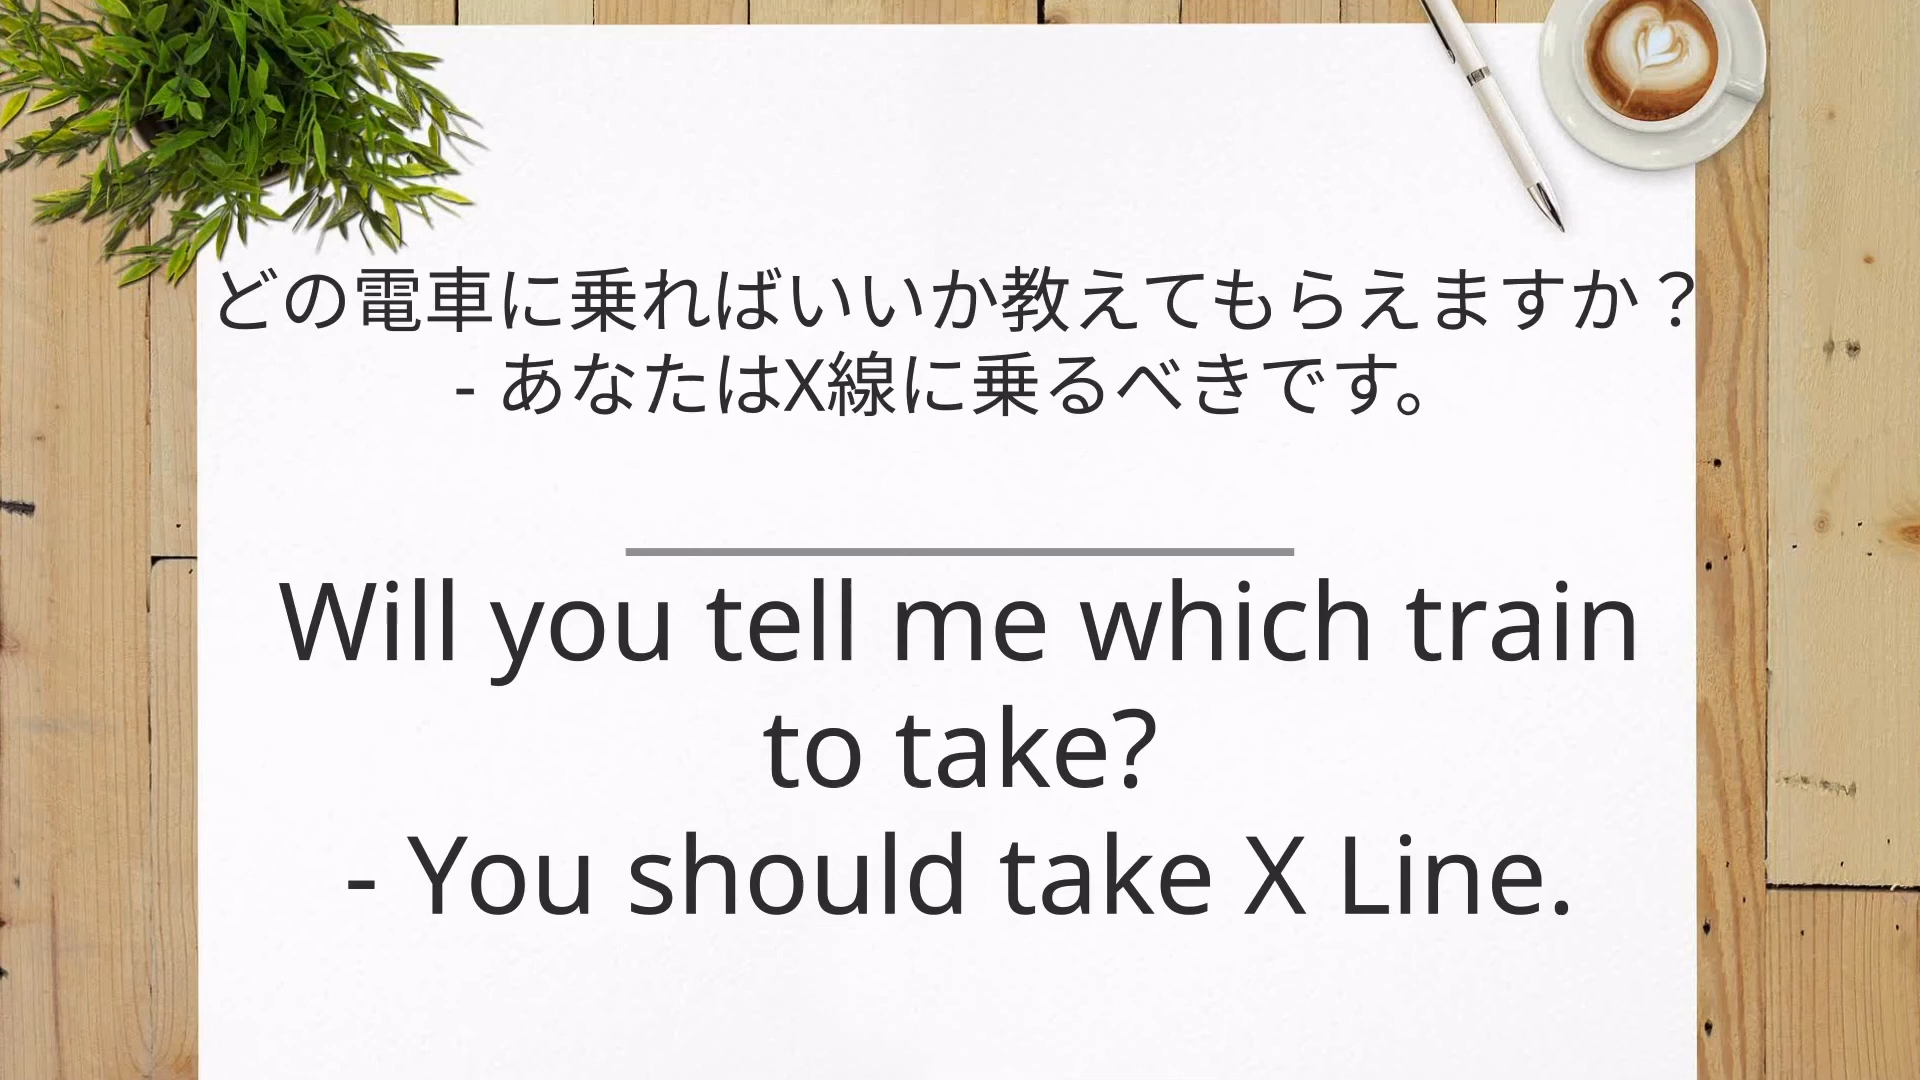 どの電車に乗ればいいか教えてもらえますか？
- あなたはX線に乗るべきです。
Will you tell me which train
to take?
- You should take X Line.